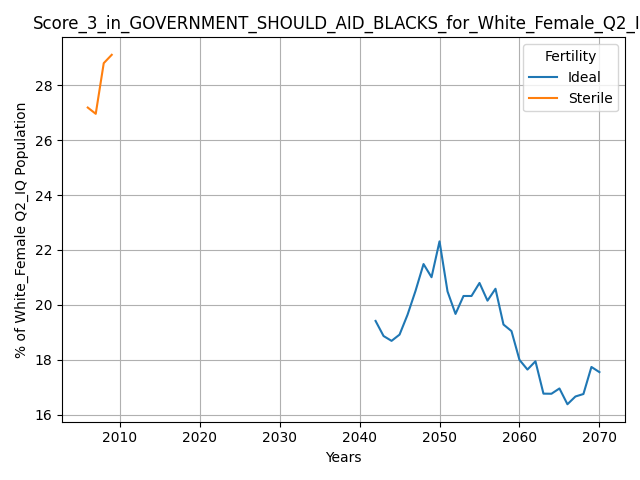 Score_3_in_GOVERNMENT_SHOULD_AID_BLACKS_for_White_Female_Q2_I
Fertility
Ideal
Sterile
% of White_Female Q2_IQ Population
28
26
24
22
20
18
16
2010 2020 2030 2040 2050 2060 2070
Years